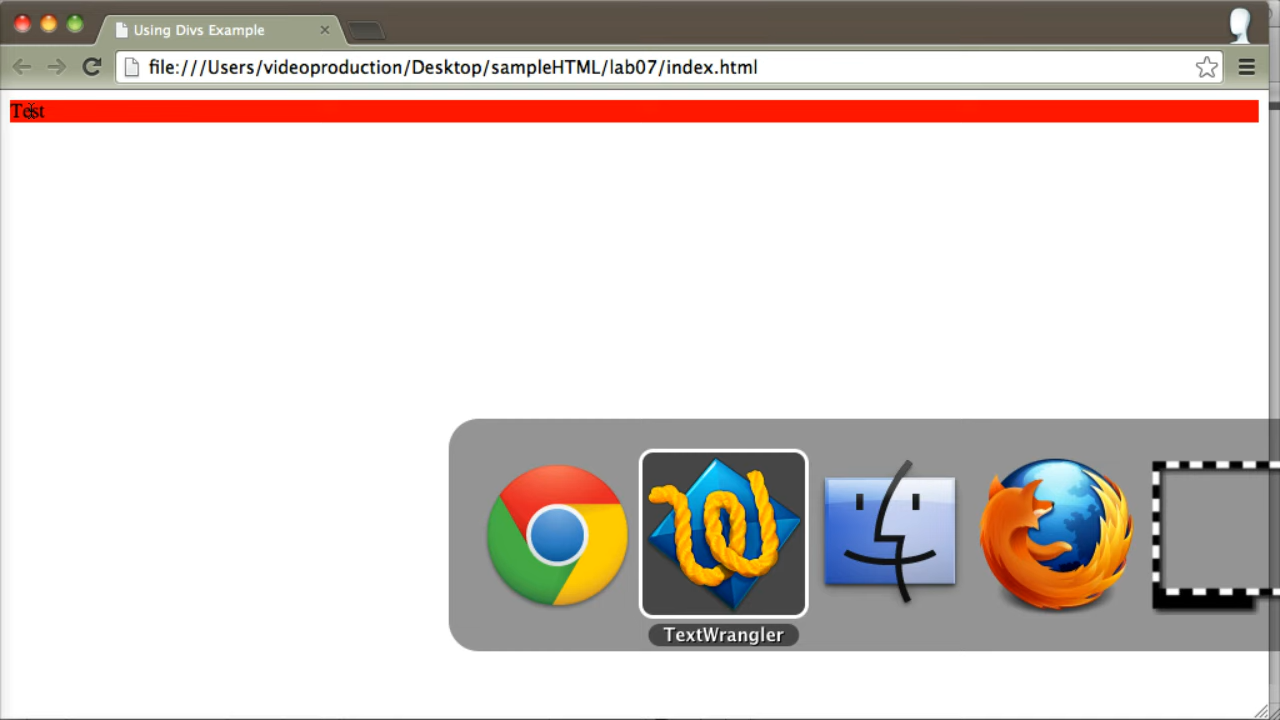 Using Divs Example
file:///Users/videoproduction/Desktop/sampleHTML/lab07/index.html
Test
TextWrangler